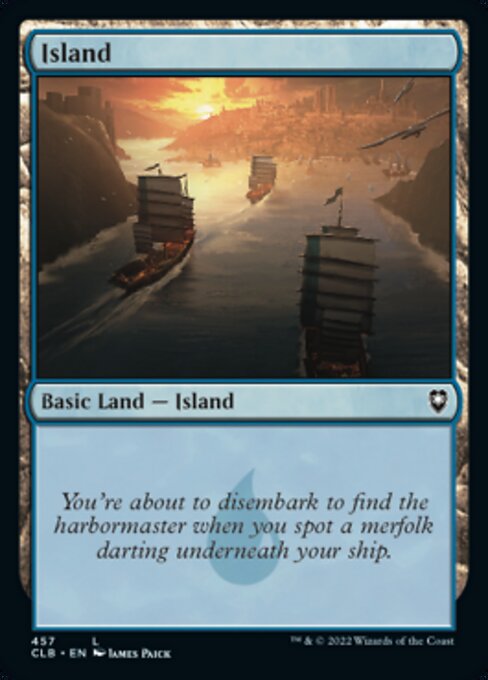 Island
Basic Land — Island
You're about to disembark to find the
harbormaster when you spot a merfolk
darting underneath your ship.
457 L
CLB • EN James Paick
™ & © 2022 Wizards of the Coast